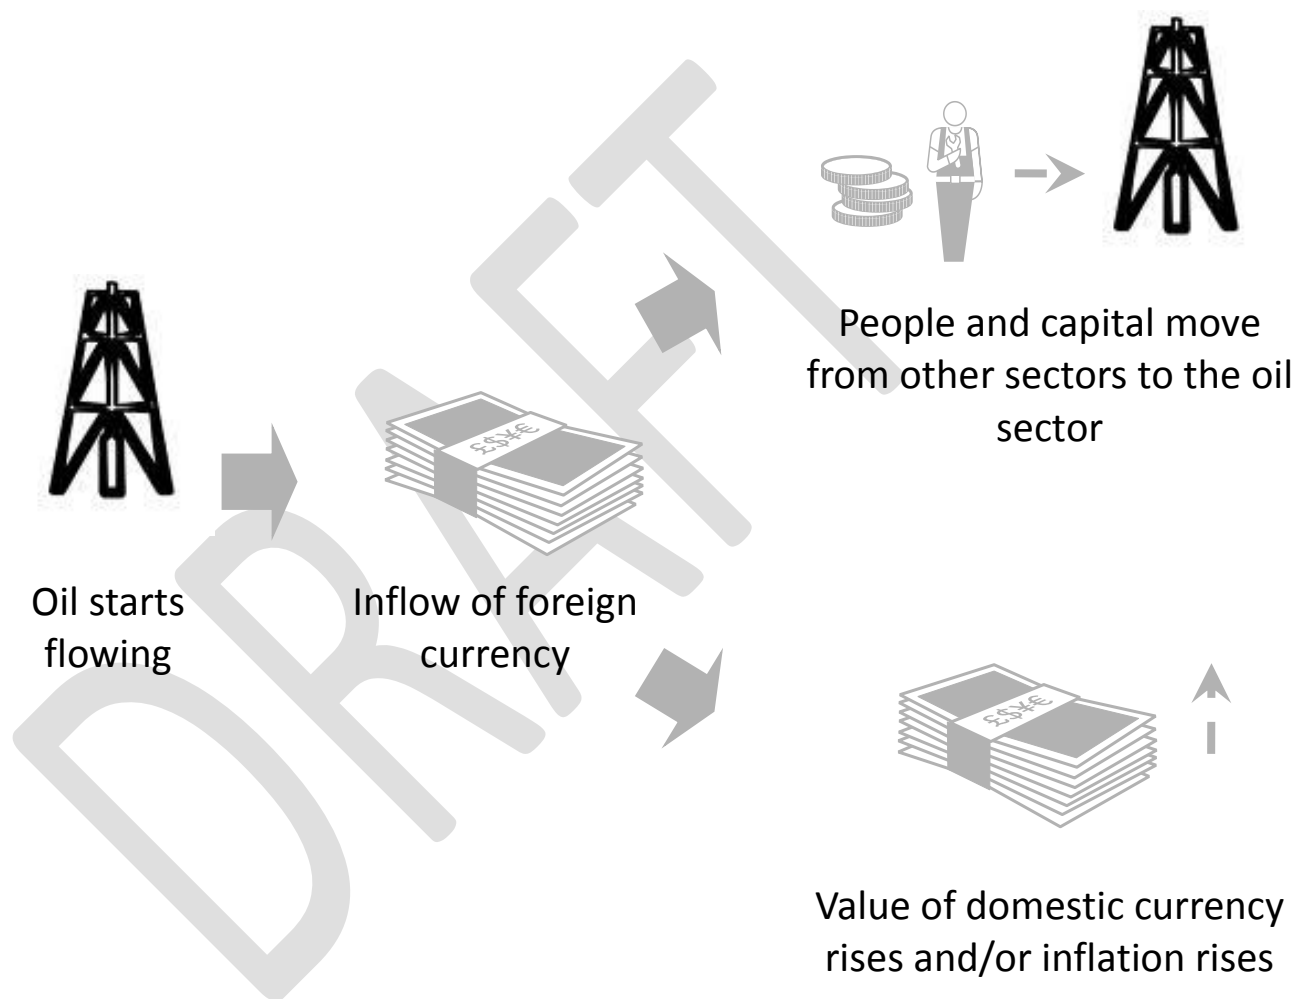 Oil starts
flowing
Inflow of foreign
currency
People and capital move
from other sectors to the oil
sector
Value of domestic currency
rises and/or inflation rises
£$¥€
£$¥€
DRAFT